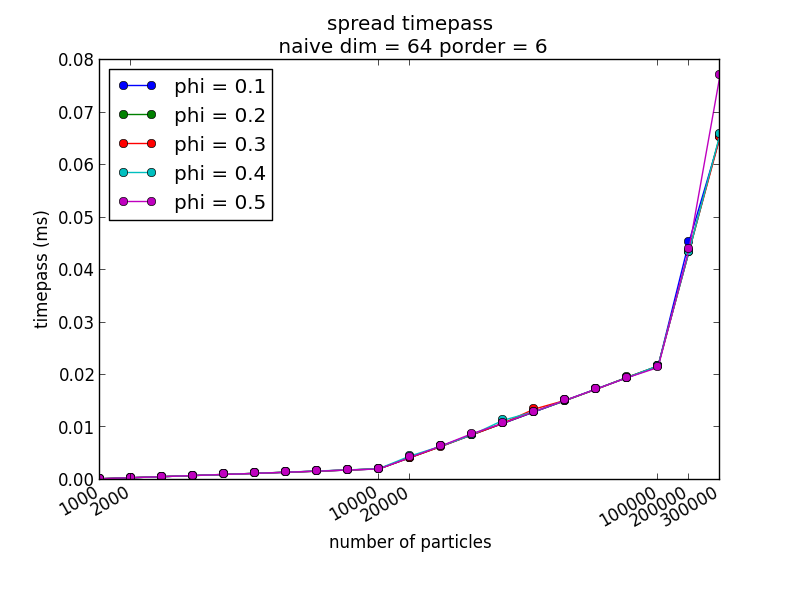 spread timepass
naive dim = 64 porder = 6
phi = 0.1
phi = 0.2
phi = 0.3
phi = 0.4
phi = 0.5
timepass (ms)
0.08
0.07
0.06
0.05
0.04
0.03
0.02
0.01
0.00
1000
2000
10000
20000
100000
200000
300000
number of particles